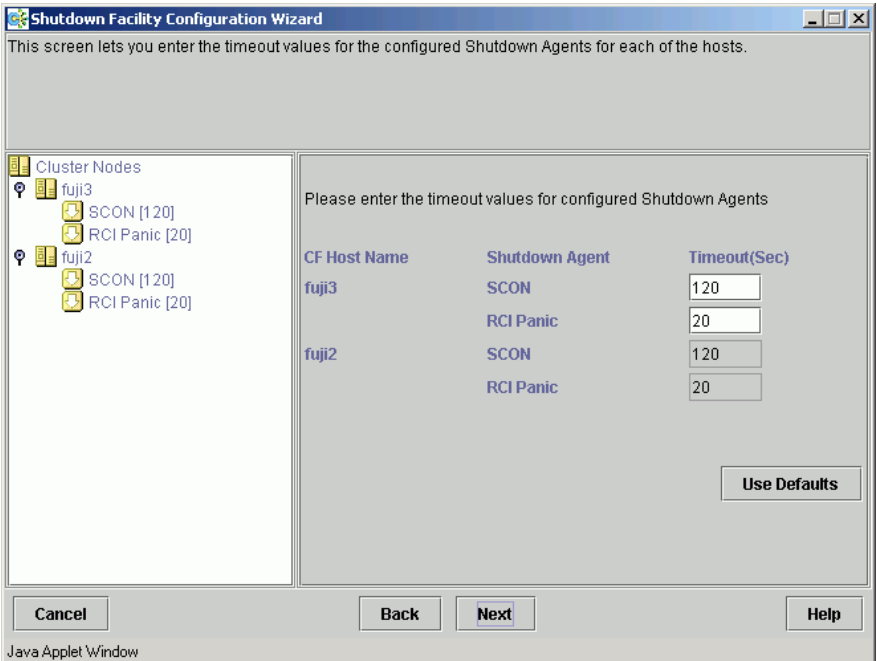 Shutdown Facility Configuration Wizard
This screen lets you enter the timeout values for the configured Shutdown Agents for each of the hosts.
Cluster Nodes
fuji3
SCON [120]
RCI Panic [20]
fuji2
SCON [120]
RCI Panic [20]
Please enter the timeout values for configured Shutdown Agents
CF Host Name Shutdown Agent Timeout(Sec)
fuji3 SCON 120
RCI Panic 20
fuji2 SCON 120
RCI Panic 20
Use Defaults
Cancel Back Next Help
Java Applet Window